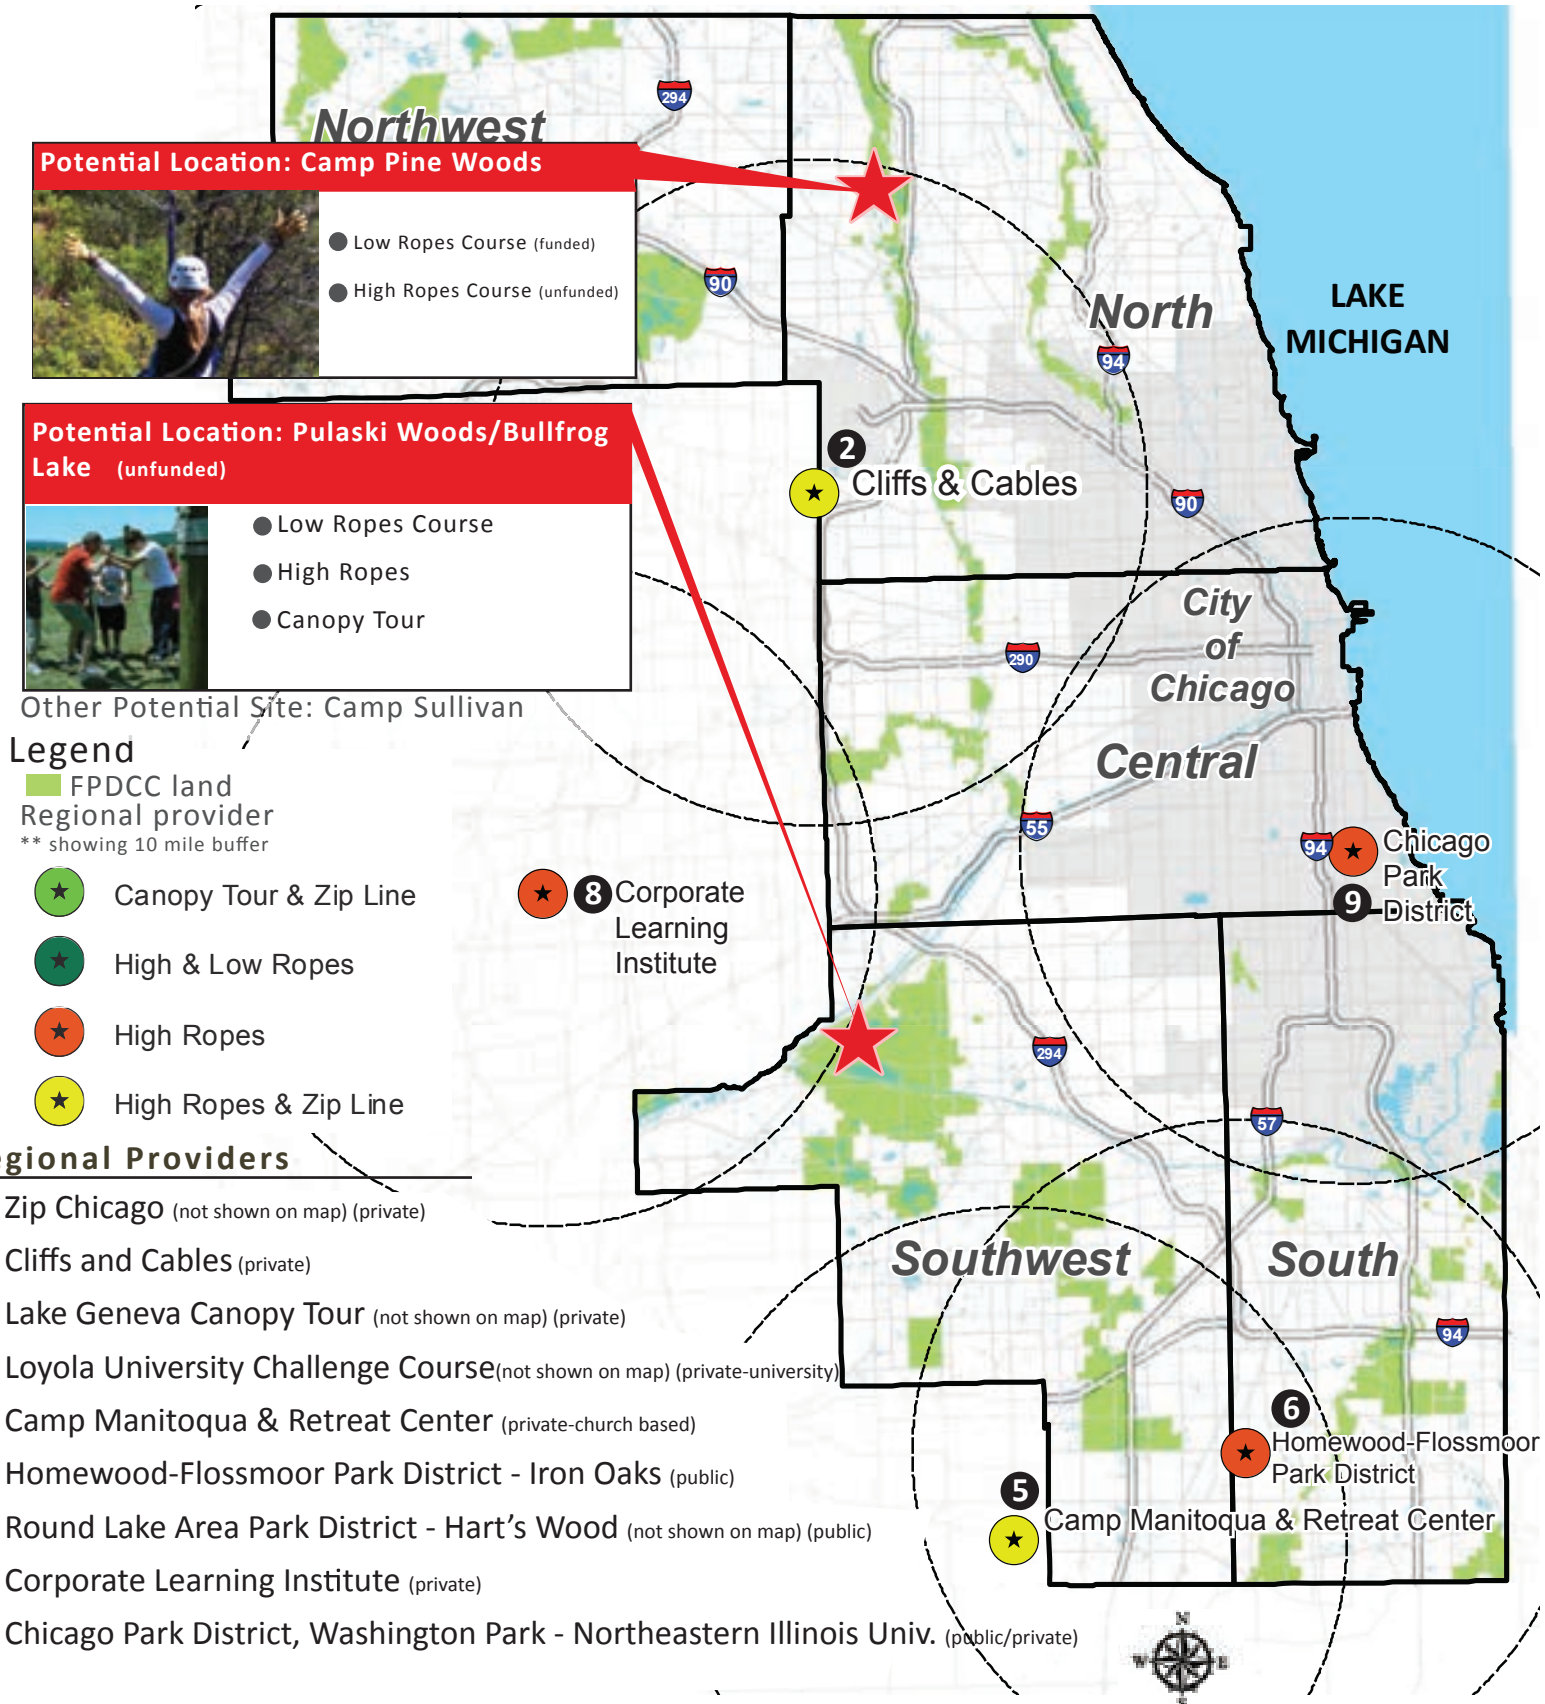 Northwest
294
Potential Location: Camp Pine Woods
Low Ropes Course (funded)
High Ropes Course (unfunded)
90
North
LAKE
MICHIGAN
94
Potential Location: Pulaski Woods/Bullfrog
Lake (unfunded)
Low Ropes Course
High Ropes
Canopy Tour
2
Cliffs & Cables
90
City
of
Chicago
290
Central
55
Other Potential Site: Camp Sullivan
Legend
FPDCC land
Regional provider
** showing 10 mile buffer
Canopy Tour & Zip Line
High & Low Ropes
High Ropes
High Ropes & Zip Line
8 Corporate
Learning
Institute
94
Chicago
Park
District
9
294
57
Southwest
South
94
6
Homewood-Flossmoor
Park District
5
Camp Manitoqua & Retreat Center
gional Providers
Zip Chicago (not shown on map) (private)
Cliffs and Cables (private)
Lake Geneva Canopy Tour (not shown on map) (private)
Loyola University Challenge Course(not shown on map) (private-university)
Camp Manitoqua & Retreat Center (private-church based)
Homewood-Flossmoor Park District - Iron Oaks (public)
Round Lake Area Park District - Hart's Wood (not shown on map) (public)
Corporate Learning Institute (private)
Chicago Park District, Washington Park - Northeastern Illinois Univ. (public/private)
N
W E
S